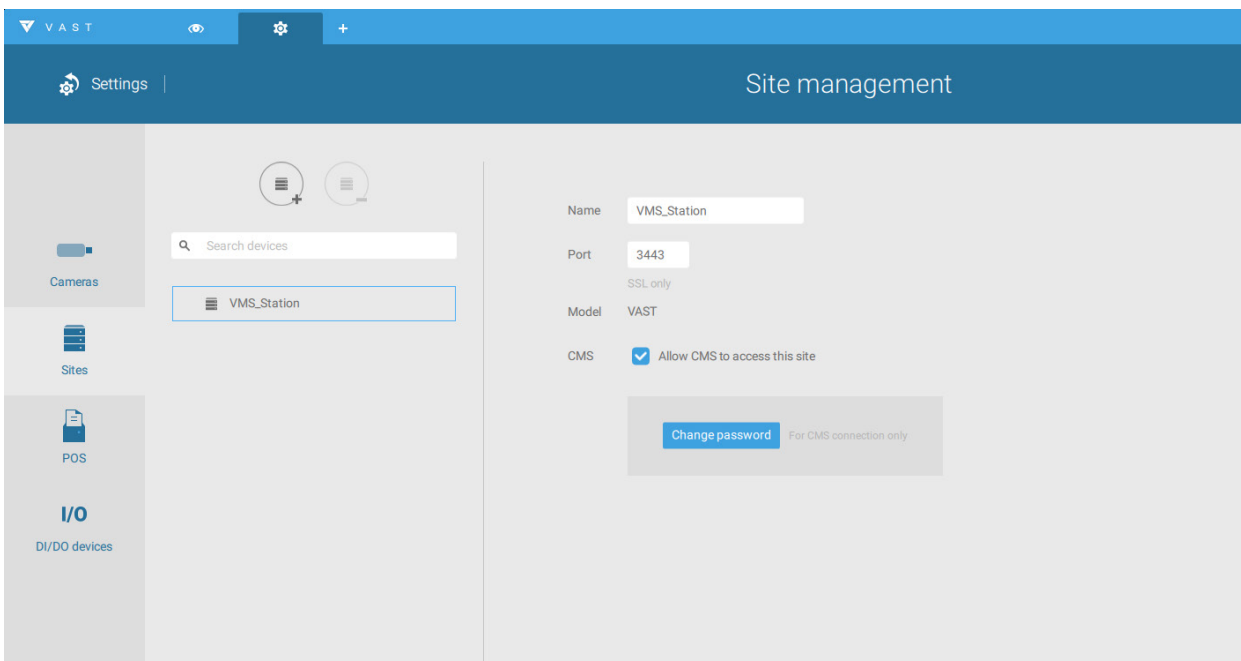 VAST
Settings
Site management
Cameras
Sites
POS
I/O
DI/DO devices
Search devices
VMS_Station
Name VMS_Station
Port 3443
SSL only
Model VAST
CMS Allow CMS to access this site
Change password For CMS connection only